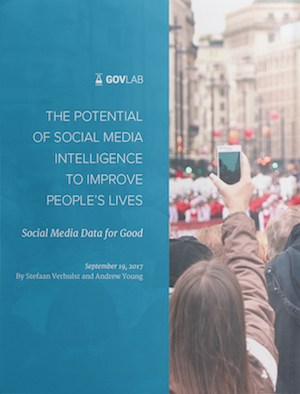 GOVLAB
THE POTENTIAL
OF SOCIAL MEDIA
INTELLIGENCE
TO IMPROVE
PEOPLE'S LIVES
Social Media Data for Good
September 19, 2017
By Stefaan Verhulst and Andrew Young